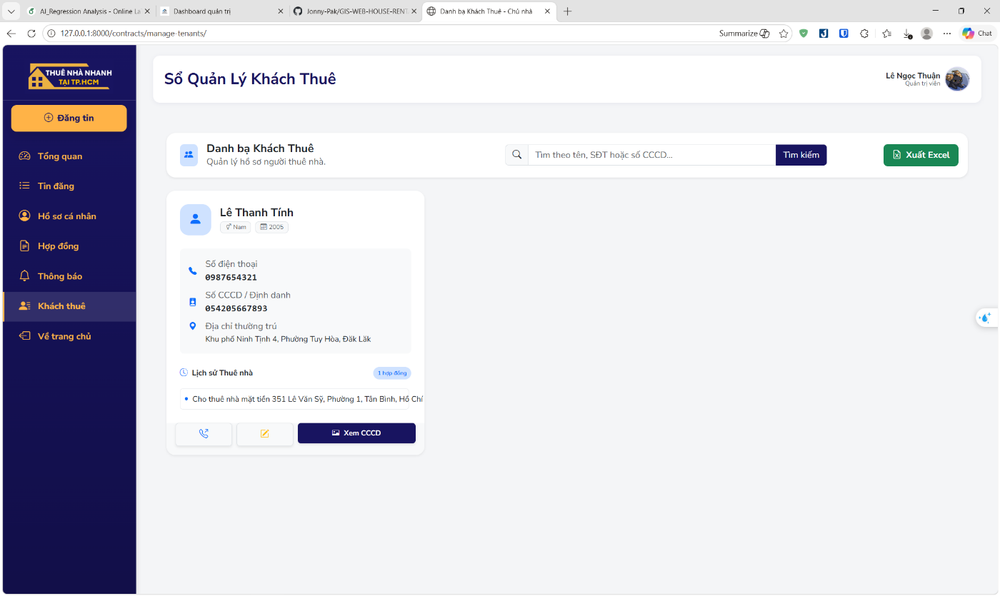 AI_Regression Analysis - Online LaT
Dashboard quản trị
Jonny-Pak/GIS-WEB-HOUSE-RENTA
Danh bạ Khách Thuê - Chủ nhà
127.0.0.1:8000/contracts/manage-tenants/
Summarize
Chat
THUÊ NHÀ NHANH
TẠI TP.HCM
Đăng tin
Tổng quan
Tin đăng
Hồ sơ cá nhân
Hợp đồng
Thông báo
Khách thuê
Về trang chủ
Sổ Quản Lý Khách Thuê
Lê Ngọc Thuận
Quản trị viên
Danh bạ Khách Thuê
Quản lý hồ sơ người thuê nhà.
Tìm theo tên, SĐT hoặc số CCCD...
Tìm kiếm
Xuất Excel
Lê Thanh Tính
Nam
2005
Số điện thoại
0987654321
Số CCCD / Định danh
054205667893
Địa chỉ thường trú
Khu phố Ninh Tịnh 4, Phường Tuy Hòa, Đăk Lăk
Lịch sử Thuê nhà
1 hợp đồng
Cho thuê nhà mặt tiền 351 Lê Văn Sỹ, Phường 1, Tân Bình, Hồ Chí
Xem CCCD